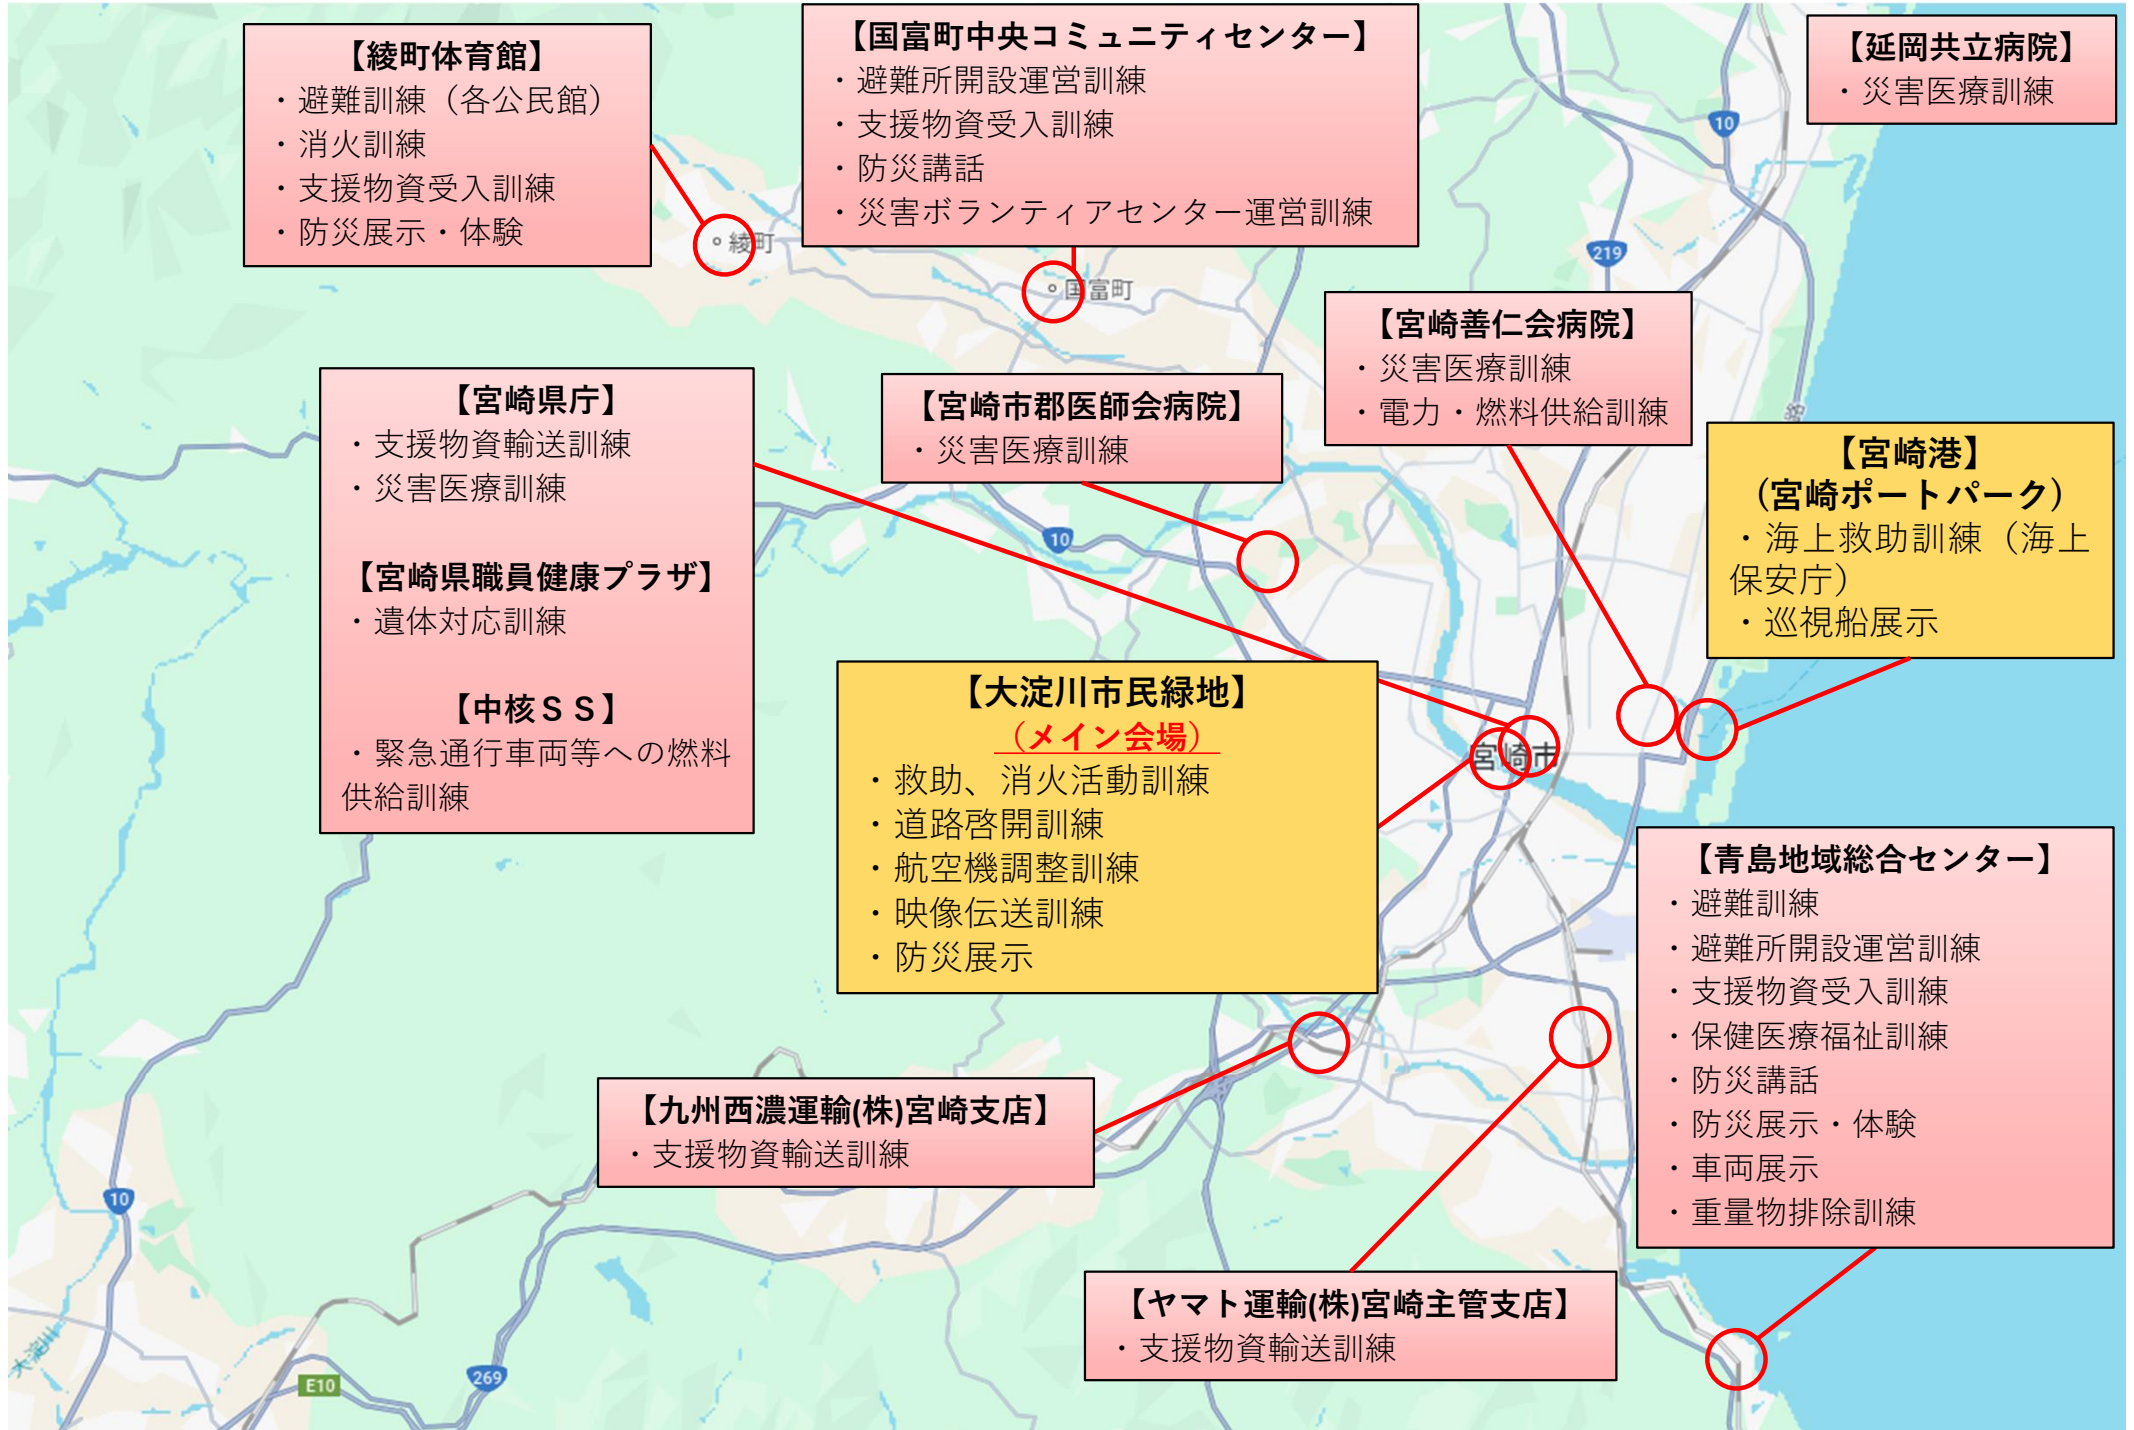 【綾町体育館】
・避難訓練（各公民館）
・消火訓練
・支援物資受入訓練
・防災展示・体験
【国富町中央コミュニティセンター】
・避難所開設運営訓練
・支援物資受入訓練
・防災講話
・災害ボランティアセンター運営訓練
【延岡共立病院】
・災害医療訓練
10
219
綾町
国富町
【宮崎善仁会病院】
・災害医療訓練
・電力・燃料供給訓練
【宮崎県庁】
・支援物資輸送訓練
・災害医療訓練
【宮崎県職員健康プラザ】
・遺体対応訓練
【中核ＳＳ】
・緊急通行車両等への燃料
供給訓練
【宮崎市郡医師会病院】
・災害医療訓練
路
【宮崎港】
（宮崎ポートパーク）
・海上救助訓練（海上
保安庁）
・巡視船展示
10
【大淀川市民緑地】
（メイン会場）
・救助、消火活動訓練
・道路啓開訓練
・航空機調整訓練
・映像伝送訓練
・防災展示
宮崎市
【青島地域総合センター】
・避難訓練
・避難所開設運営訓練
・支援物資受入訓練
・保健医療福祉訓練
・防災講話
・防災展示・体験
・車両展示
・重量物排除訓練
【九州西濃運輸(株)宮崎支店】
・支援物資輸送訓練
10
【ヤマト運輸(株)宮崎主管支店】
・支援物資輸送訓練
大淀川
E10
269